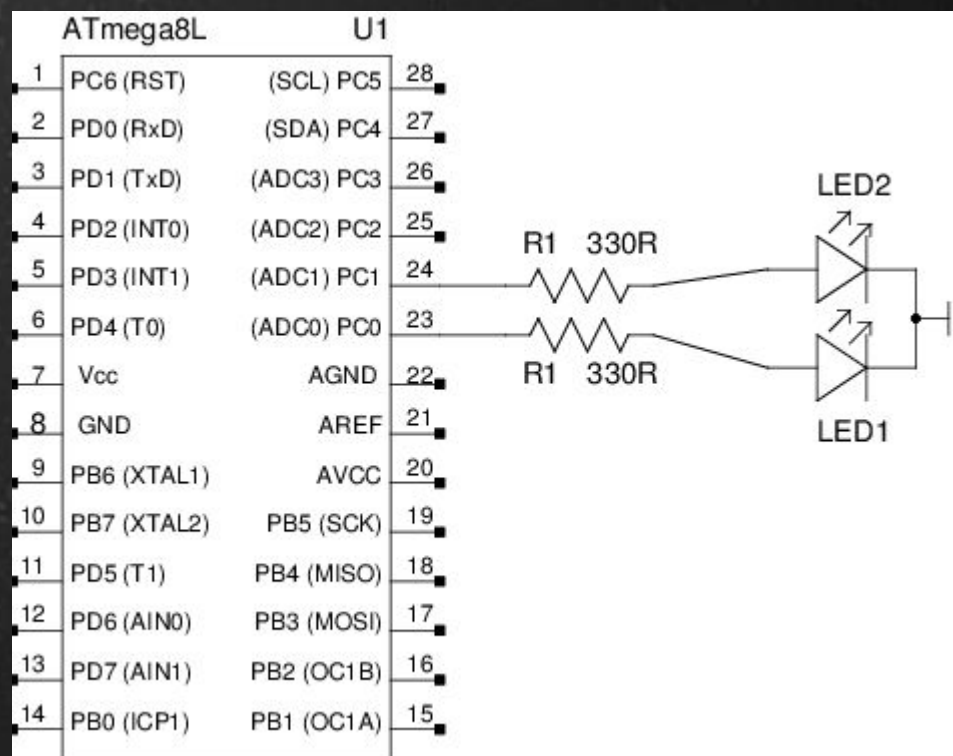 ATmega8L U1
1 PC6 (RST) (SCL) PC5 28
2 PD0 (RxD) (SDA) PC4 27
3 PD1 (TxD) (ADC3) PC3 26
4 PD2 (INT0) (ADC2) PC2 25
5 PD3 (INT1) (ADC1) PC1 24
6 PD4 (T0) (ADC0) PC0 23
7 Vcc AGND 22
8 GND AREF 21
9 PB6 (XTAL1) AVCC 20
10 PB7 (XTAL2) PB5 (SCK) 19
11 PD5 (T1) PB4 (MISO) 18
12 PD6 (AIN0) PB3 (MOSI) 17
13 PD7 (AIN1) PB2 (OC1B) 16
14 PB0 (ICP1) PB1 (OC1A) 15
LED2
R1 330R
R1 330R
LED1